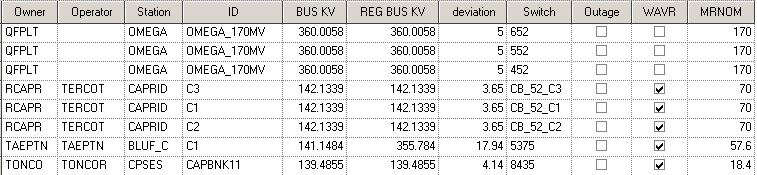 Owner Operator Station ID BUS KV REG BUS KV deviation Switch Outage WAVR MRNOM
QFPLT OMEGA OMEGA_170MV 360.0058 360.0058 5 652 170
QFPLT OMEGA OMEGA_170MV 360.0058 360.0058 5 552 170
QFPLT OMEGA OMEGA_170MV 360.0058 360.0058 5 452 170
RCAPR TERCOT CAPRID C3 142.1339 142.1339 3.65 CB_52_C3 70
RCAPR TERCOT CAPRID C1 142.1339 142.1339 3.65 CB_52_C1 70
RCAPR TERCOT CAPRID C2 142.1339 142.1339 3.65 CB_52_C2 70
TAEPTN TAEPTN BLUF_C C1 141.1484 355.784 17.94 5375 57.6
TONCO TONCOR CPSES CAPBNK11 139.4855 139.4855 4.14 8435 18.4